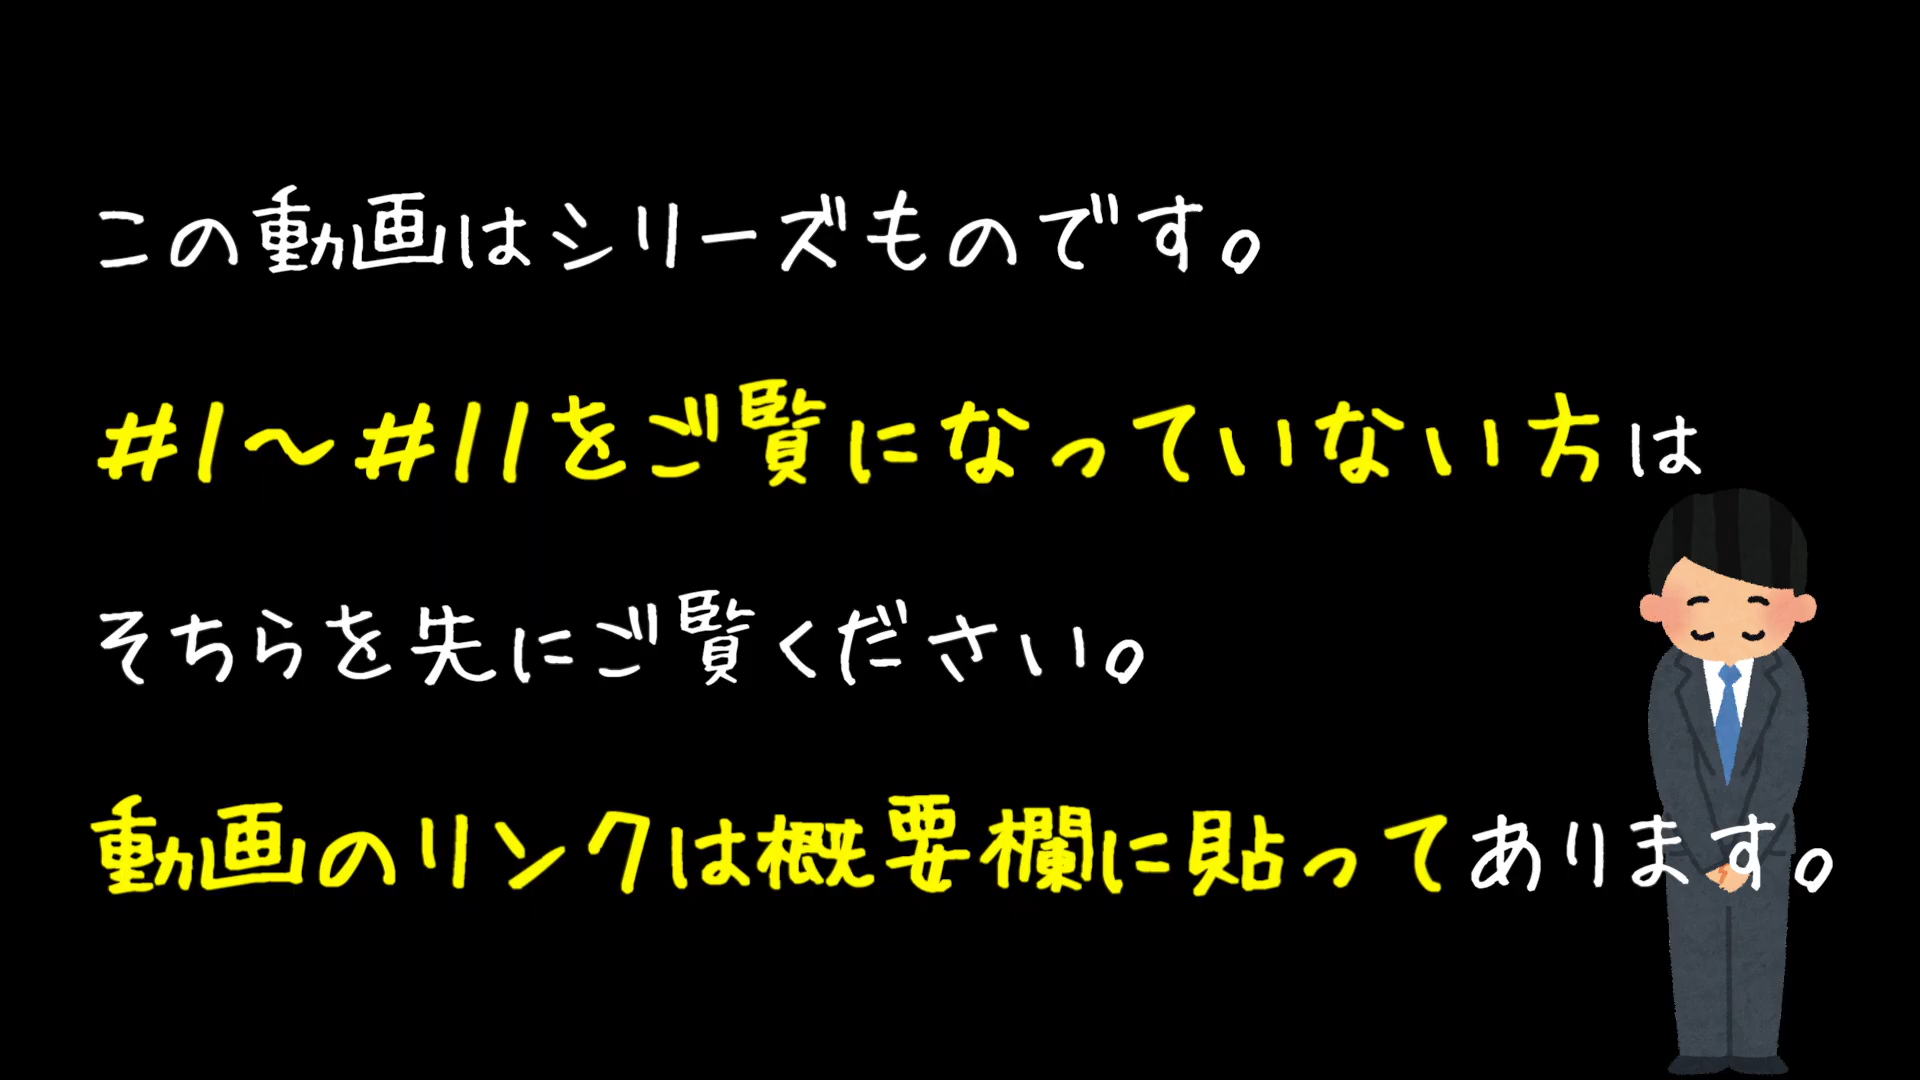 この動画はシリーズものです。
#1～#11をご覧になっていない方は
そちらを先にご覧ください。
動画のリンクは概要欄に貼ってあります。